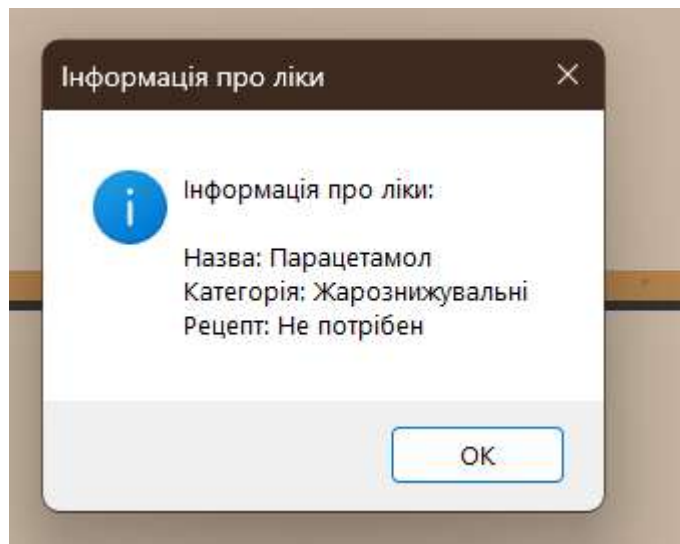 Інформація про ліки
Інформація про ліки:
Назва: Парацетамол
Категорія: Жарознижувальні
Рецепт: Не потрібен
OK